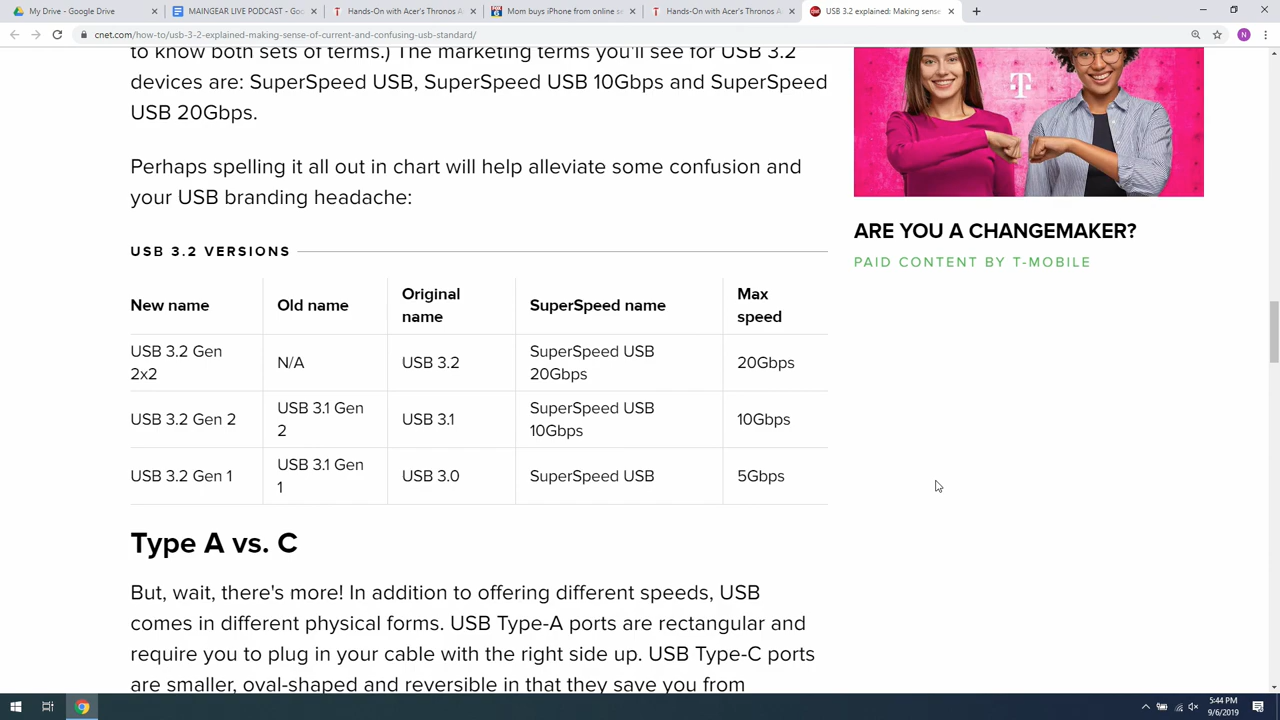 My Drive - Google Drive
MAINGEAR LIVE PODCAST - Goo
Hands-On with Acer's Thronos A
Mom buys iPhone from online s
Hands-On with Acer's Thronos A
USB 3.2 explained: Making sense
cnet.com/how-to/usb-3-2-explained-making-sense-of-current-and-confusing-usb-standard/
N
to know both sets of terms.) The marketing terms you'll see for USB 3.2
devices are: SuperSpeed USB, SuperSpeed USB 10Gbps and SuperSpeed
USB 20Gbps.
Perhaps spelling it all out in chart will help alleviate some confusion and
your USB branding headache:
USB 3.2 VERSIONS
New name Old name Original name SuperSpeed name Max speed
USB 3.2 Gen 2x2 N/A USB 3.2 SuperSpeed USB 20Gbps 20Gbps
USB 3.2 Gen 2 USB 3.1 Gen 2 USB 3.1 SuperSpeed USB 10Gbps 10Gbps
USB 3.2 Gen 1 USB 3.1 Gen 1 USB 3.0 SuperSpeed USB 5Gbps
Type A vs. C
But, wait, there's more! In addition to offering different speeds, USB
comes in different physical forms. USB Type-A ports are rectangular and
require you to plug in your cable with the right side up. USB Type-C ports
are smaller, oval-shaped and reversible in that they save you from
T
ARE YOU A CHANGEMAKER?
PAID CONTENT BY T-MOBILE
5:44 PM
9/6/2019